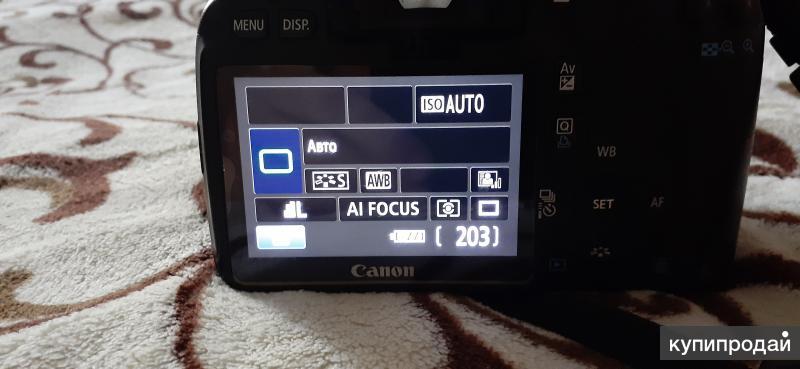 MENU DISP.
ISO AUTO
Авто
S AWB
L AI FOCUS
[ 203]
Canon
Av
Q
WB
SET AF
купипродай